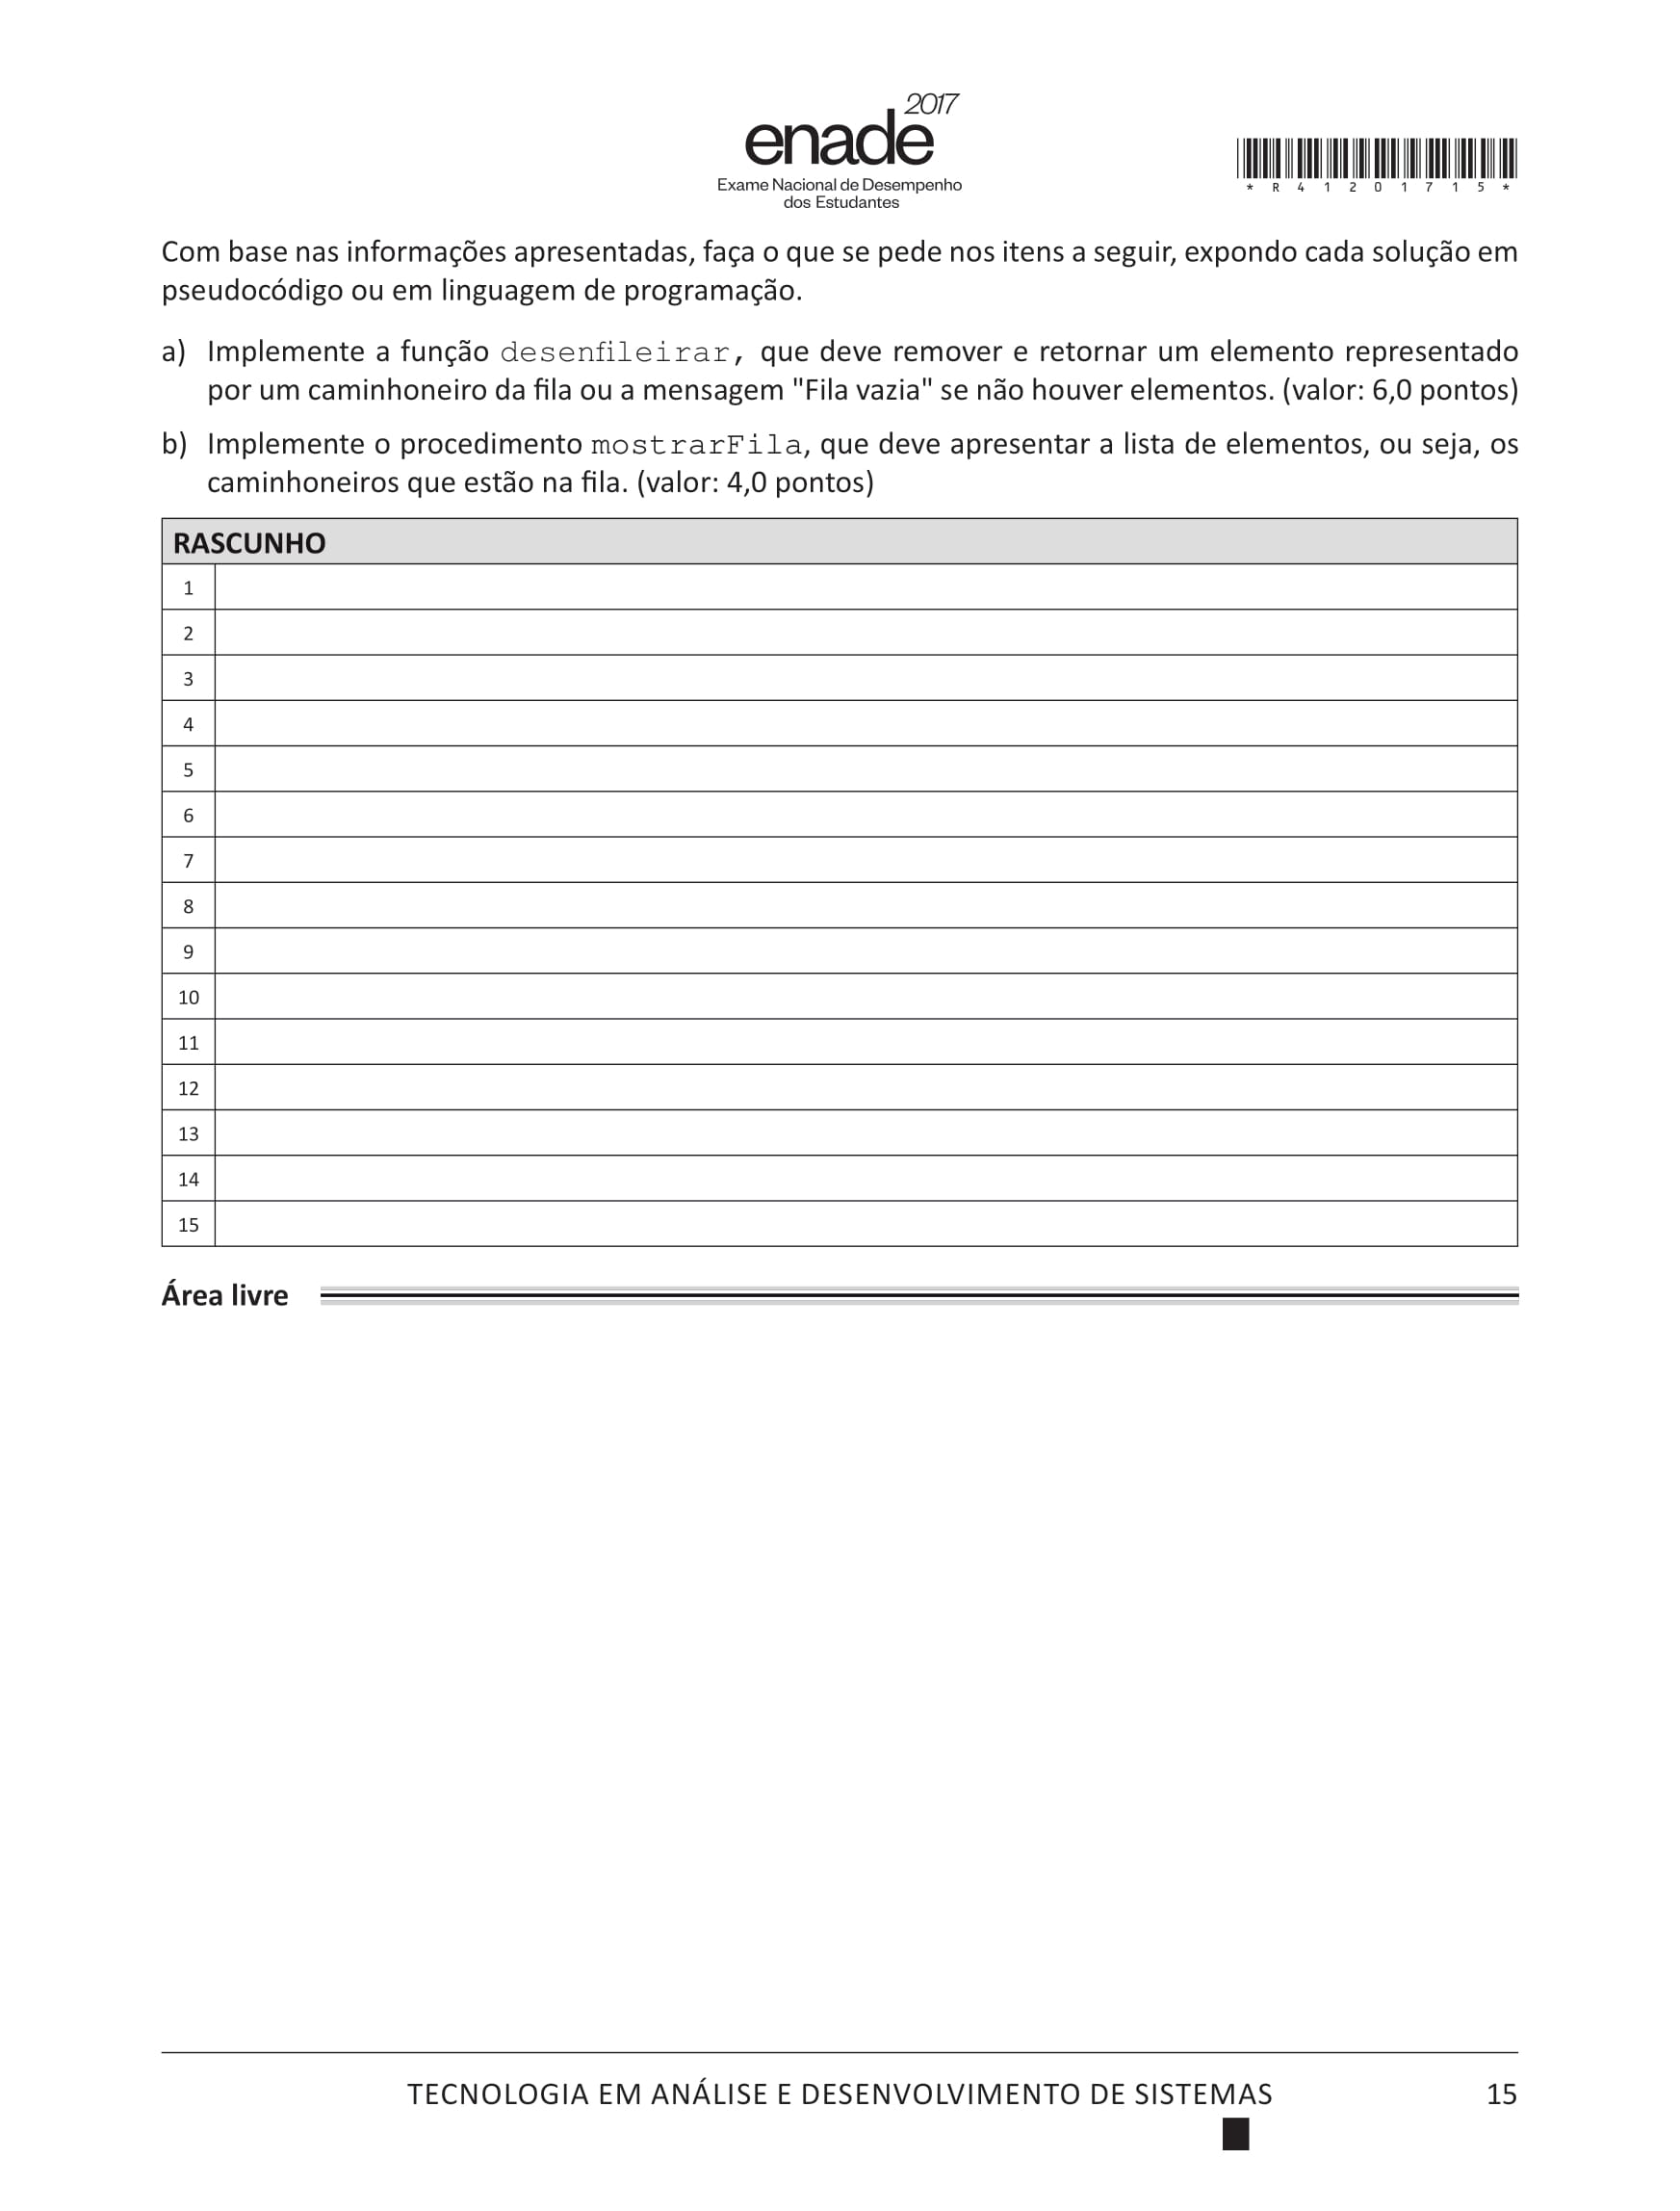 2017
enade
Exame Nacional de Desempenho
dos Estudantes
* R 4 1 2 0 1 7 1 5 *
Com base nas informações apresentadas, faça o que se pede nos itens a seguir, expondo cada solução em
pseudocódigo ou em linguagem de programação.
a) Implemente a função desenfileirar, que deve remover e retornar um elemento representado
por um caminhoneiro da fila ou a mensagem "Fila vazia" se não houver elementos. (valor: 6,0 pontos)
b) Implemente o procedimento mostrarFila, que deve apresentar a lista de elementos, ou seja, os
caminhoneiros que estão na fila. (valor: 4,0 pontos)
RASCUNHO
1
2
3
4
5
6
7
8
9
10
11
12
13
14
15
Área livre
TECNOLOGIA EM ANÁLISE E DESENVOLVIMENTO DE SISTEMAS 15